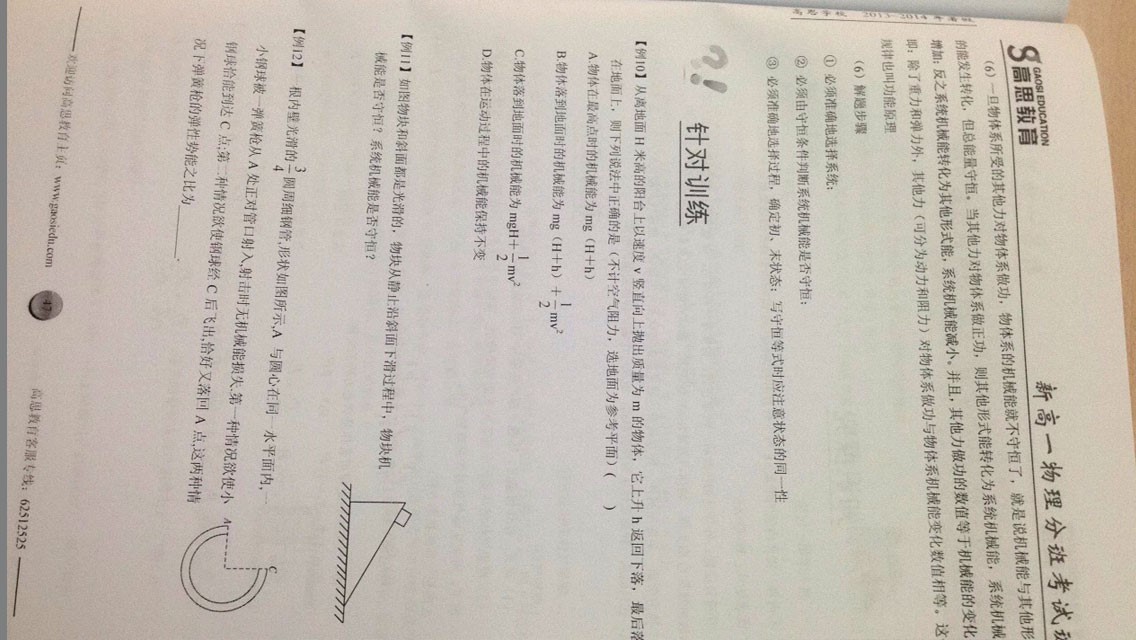 高思学校 2013-2014年暑假
GAOSI EDUCATION
高思教育
新高一物理分班考试
(6) 一旦物体系所受的其他力对物体系做功，物体系的机械能就不守恒了，就是说机械能与其他形
的能发生转化，但总能量守恒。当其他力对物体系做正功，则其他形式能转化为系统机械能，系统机械
增加；反之系统机械能转化为其他形式能，系统机械能减小。并且，其他力做功的数值等于机械能的变化
即：除了重力和弹力外，其他力（可分为动力和阻力）对物体系做功与物体系机械能变化数值相等。这
规律也叫功能原理
(6) 解题步骤
① 必须准确地选择系统；
② 必须由守恒条件判断系统机械能是否守恒；
③ 必须准确地选择过程，确定初、末状态；写守恒等式时应注意状态的同一性
?! 针对训练
【例10】从离地面 H 米高的阳台上以速度 v 竖直向上抛出质量为 m 的物体，它上升 h 返回下落，最后落
在地面上，则下列说法中正确的是（不计空气阻力，选地面为参考平面）( )
A.物体在最高点时的机械能为 mg（H+h）
B.物体落到地面时的机械能为 mg（H+h）+1/2mv²
C.物体落到地面时的机械能为 mgH+1/2mv²
D.物体在运动过程中的机械能保持不变
【例11】如图物块和斜面都是光滑的，物块从静止沿斜面下滑过程中，物块机
械能是否守恒？系统机械能是否守恒？
【例12】一根内壁光滑的3/4圆周细钢管,形状如图所示,A 与圆心在同一水平面内,一
小钢球被一弹簧枪从 A 处正对管口射入,射击时无机械能损失.第一种情况欲使小
钢球恰能到达 C 点;第二种情况欲使钢球经 C 后飞出,恰好又落回 A 点,这两种情
况下弹簧枪的弹性势能之比为______.
A
C
欢迎访问高思教育主页：www.gaosiedu.com
47
高思教育客服专线：62512525